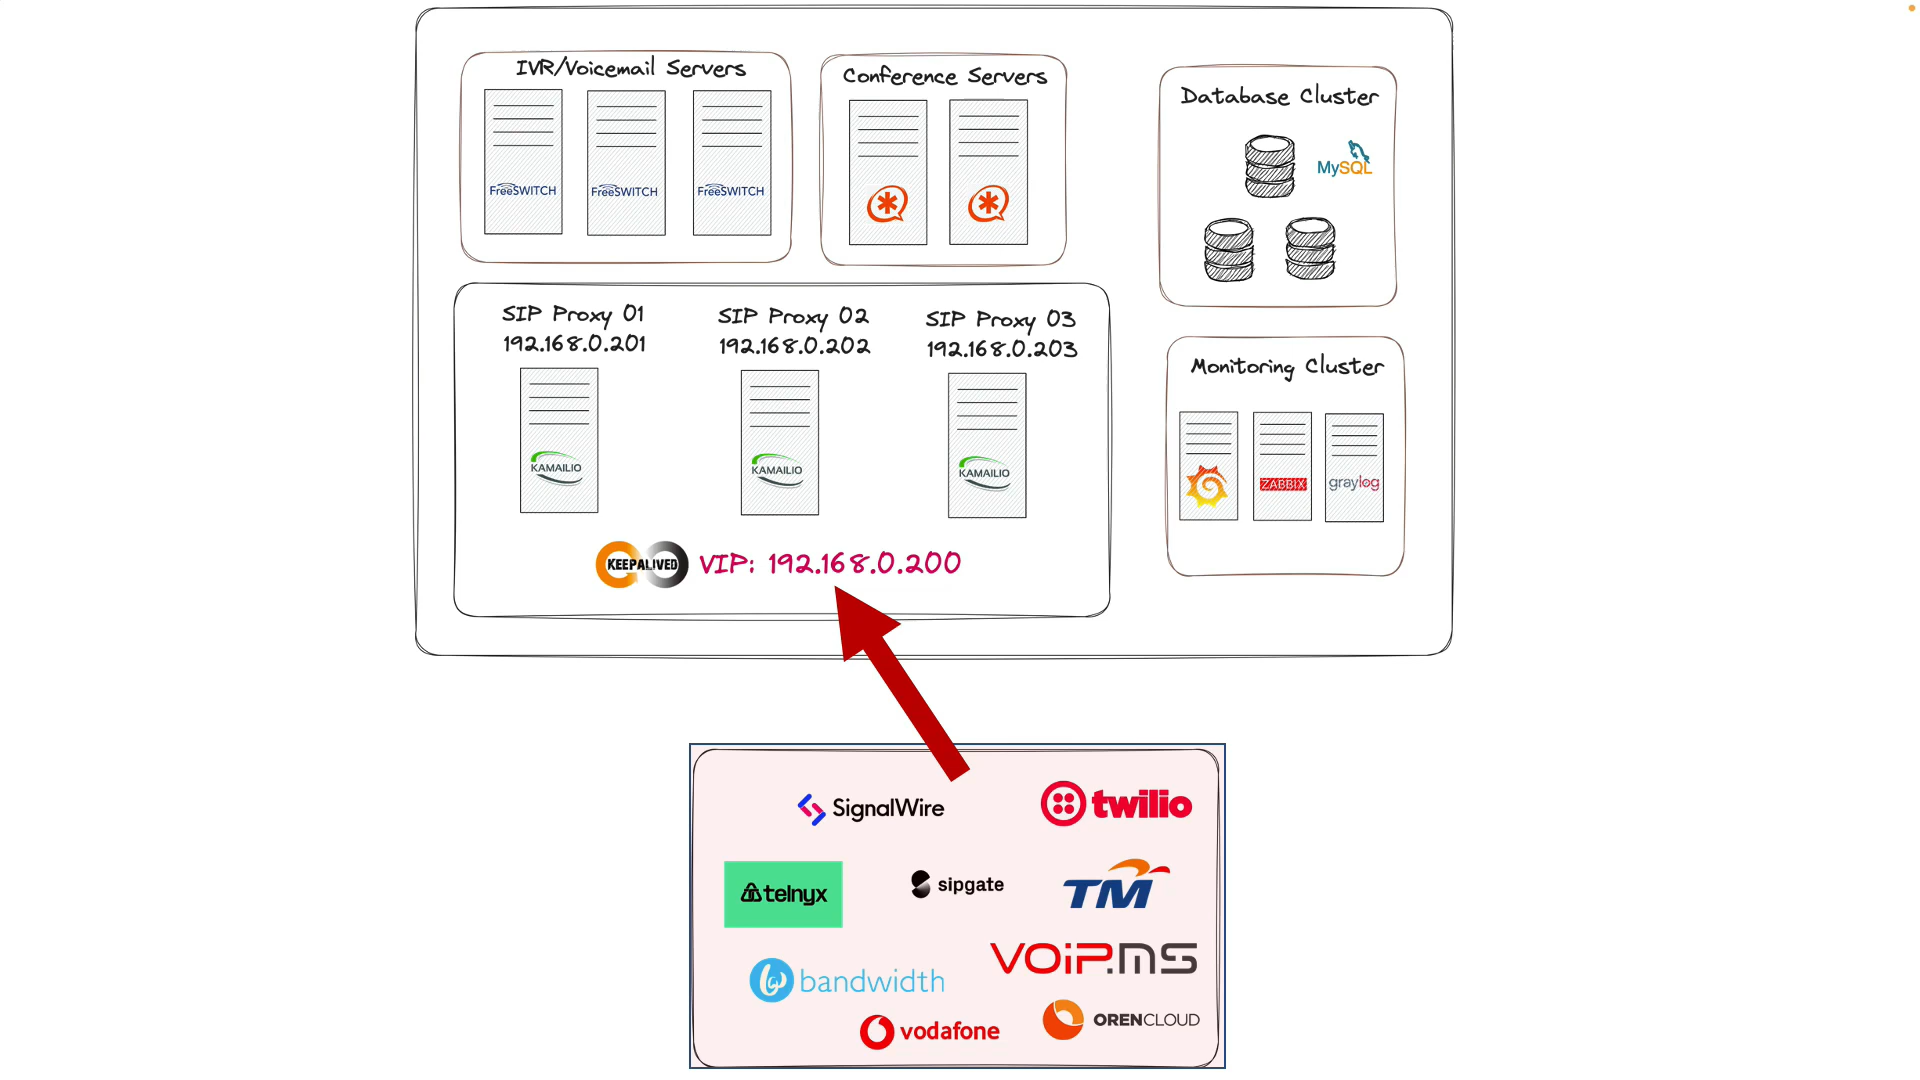 IVR/Voicemail Servers
FreeSWITCH
FreeSWITCH
FreeSWITCH
Conference Servers
Database Cluster
MySQL
SIP Proxy 01
192.168.0.201
SIP Proxy 02
192.168.0.202
SIP Proxy 03
192.168.0.203
KAMAILIO
KAMAILIO
KAMAILIO
KEEPALIVED
VIP: 192.168.0.200
Monitoring Cluster
ZABBIX
graylog
SignalWire
twilio
telnyx
sipgate
TM
VOiP.MS
bandwidth
vodafone
ORENCLOUD